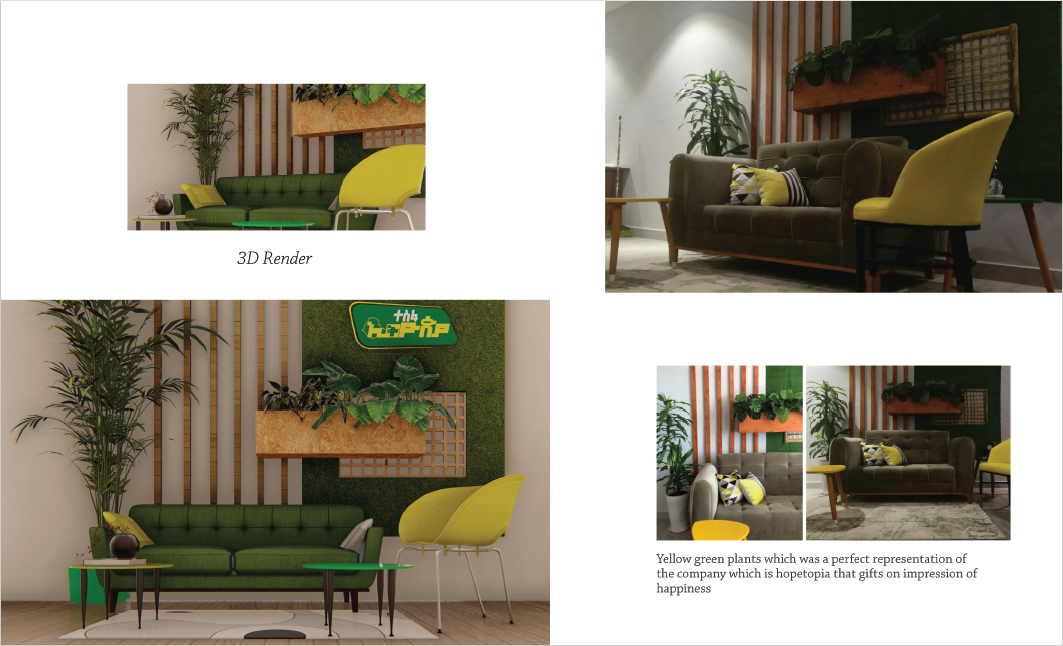 3D Render
ተስፋ
Yellow green plants which was a perfect representation of
the company which is hopetopia that gifts on impression of
happiness